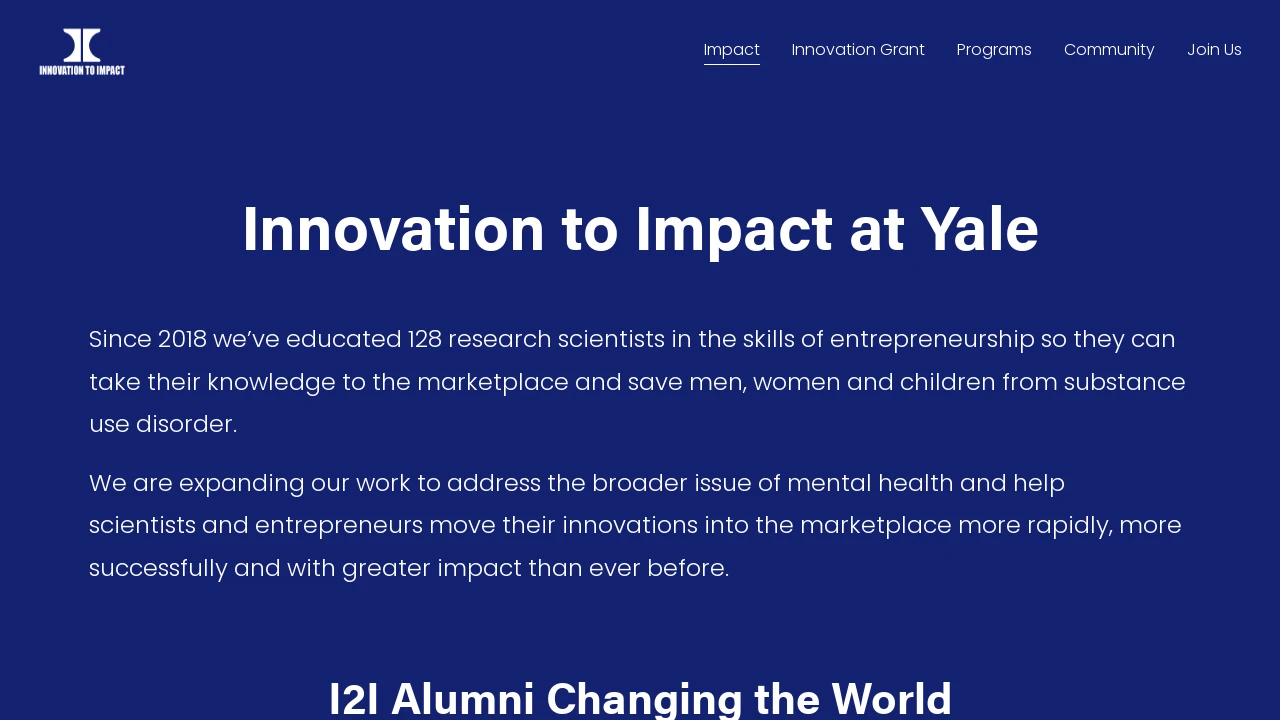 INNOVATION TO IMPACT
Impact
Innovation Grant
Programs
Community
Join Us
Innovation to Impact at Yale
Since 2018 we’ve educated 128 research scientists in the skills of entrepreneurship so they can
take their knowledge to the marketplace and save men, women and children from substance
use disorder.
We are expanding our work to address the broader issue of mental health and help
scientists and entrepreneurs move their innovations into the marketplace more rapidly, more
successfully and with greater impact than ever before.
I2I Alumni Changing the World